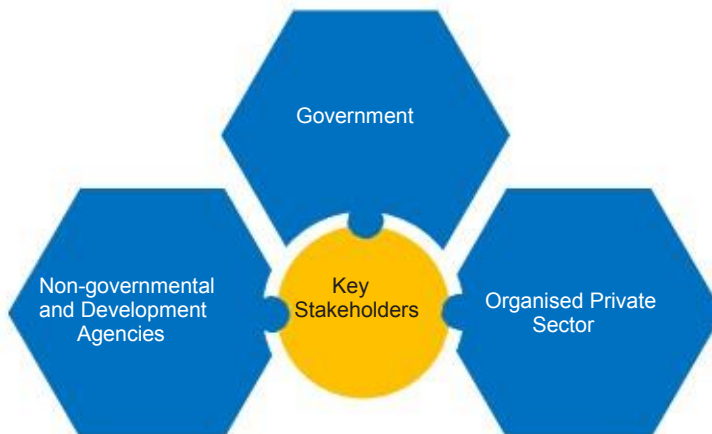 Government
Non-governmental
and Development
Agencies
Key
Stakeholders
Organised Private
Sector